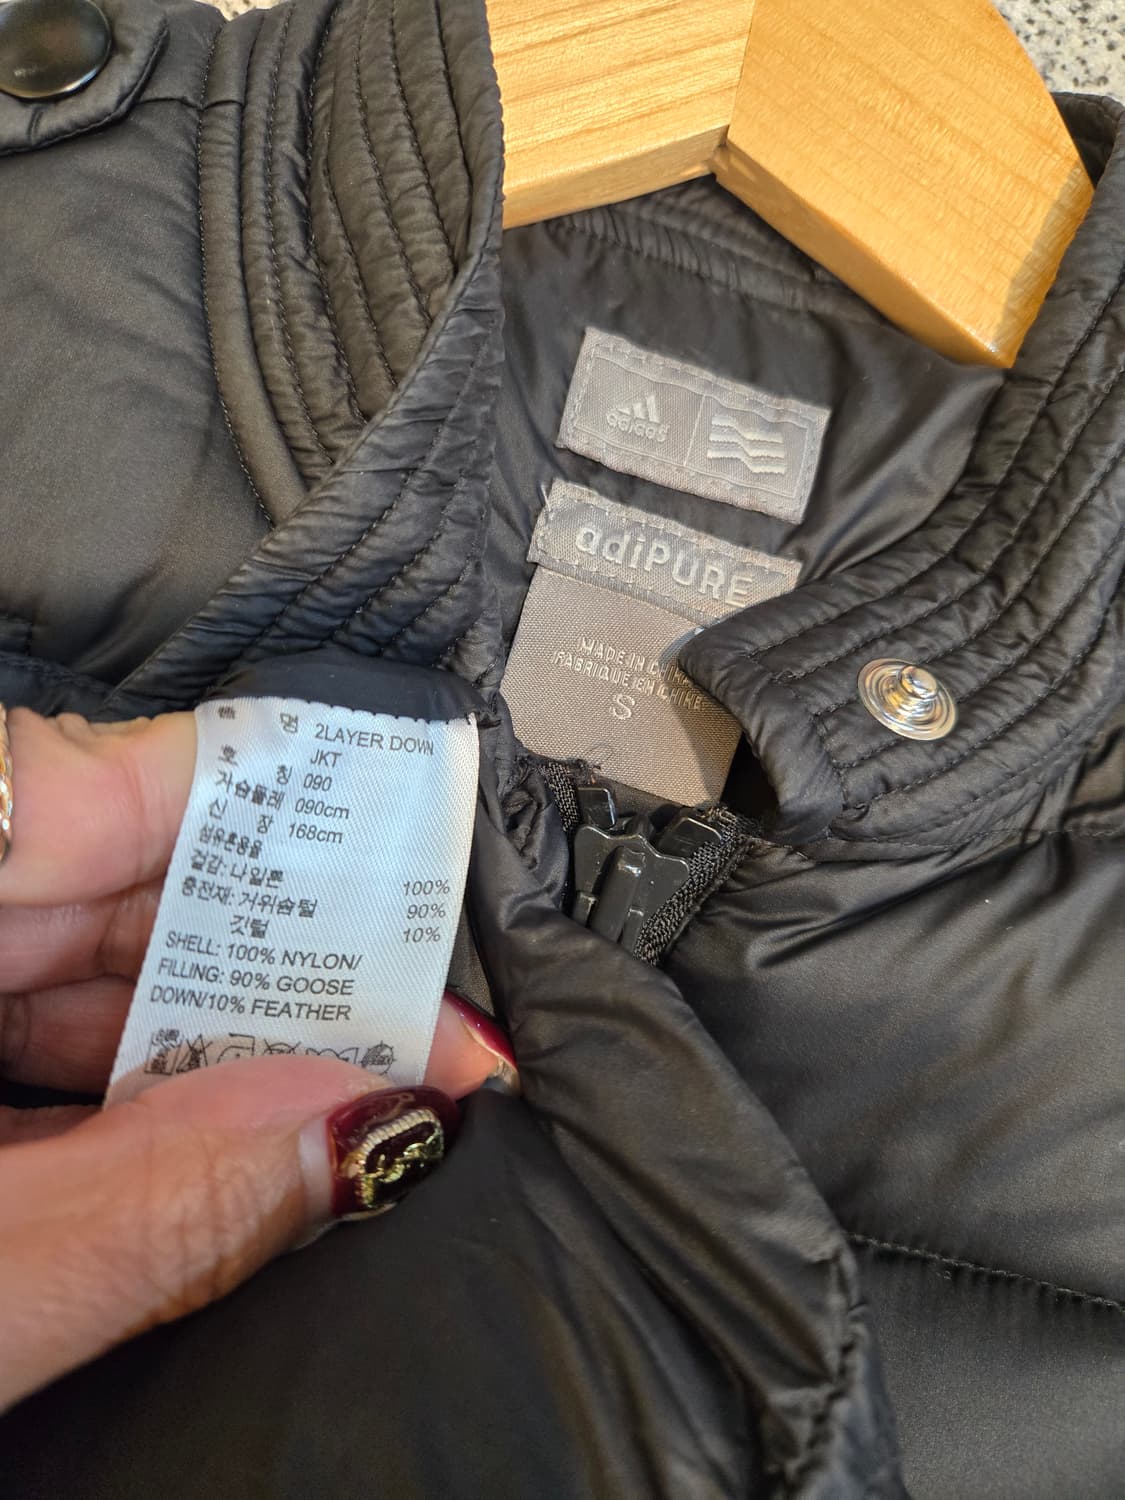 adidas
adiPURE
MADE IN CHINA
FABRIQUE EN CHINE
S
품 명 2LAYER DOWN
JKT
호 칭 090
가슴둘레 090cm
신 장 168cm
섬유혼용율
겉감: 나일론 100%
충전재: 거위솜털 90%
깃털 10%
SHELL: 100% NYLON/
FILLING: 90% GOOSE
DOWN/10% FEATHER